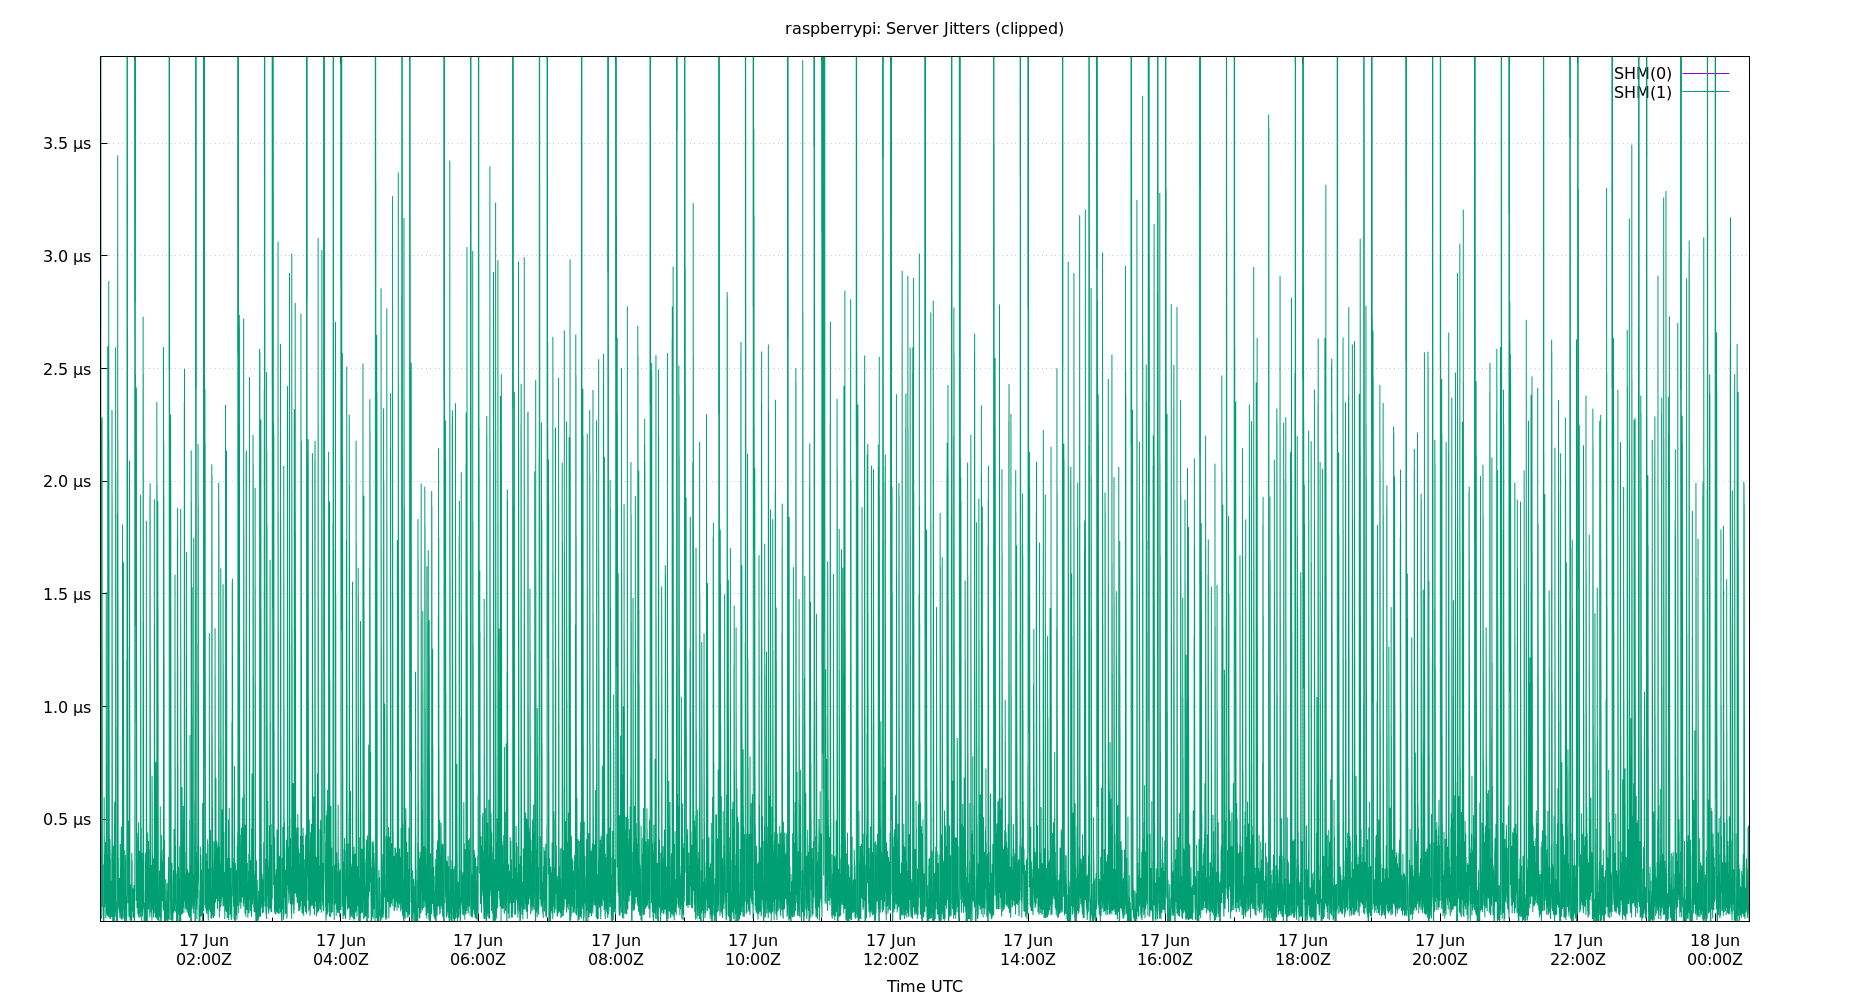 raspberrypi: Server Jitters (clipped)
SHM(0)
SHM(1)
3.5 µs
3.0 µs
2.5 µs
2.0 µs
1.5 µs
1.0 µs
0.5 µs
17 Jun 17 Jun 17 Jun 17 Jun 17 Jun 17 Jun 17 Jun 17 Jun 17 Jun 17 Jun 17 Jun 18 Jun
02:00Z 04:00Z 06:00Z 08:00Z 10:00Z 12:00Z 14:00Z 16:00Z 18:00Z 20:00Z 22:00Z 00:00Z
Time UTC